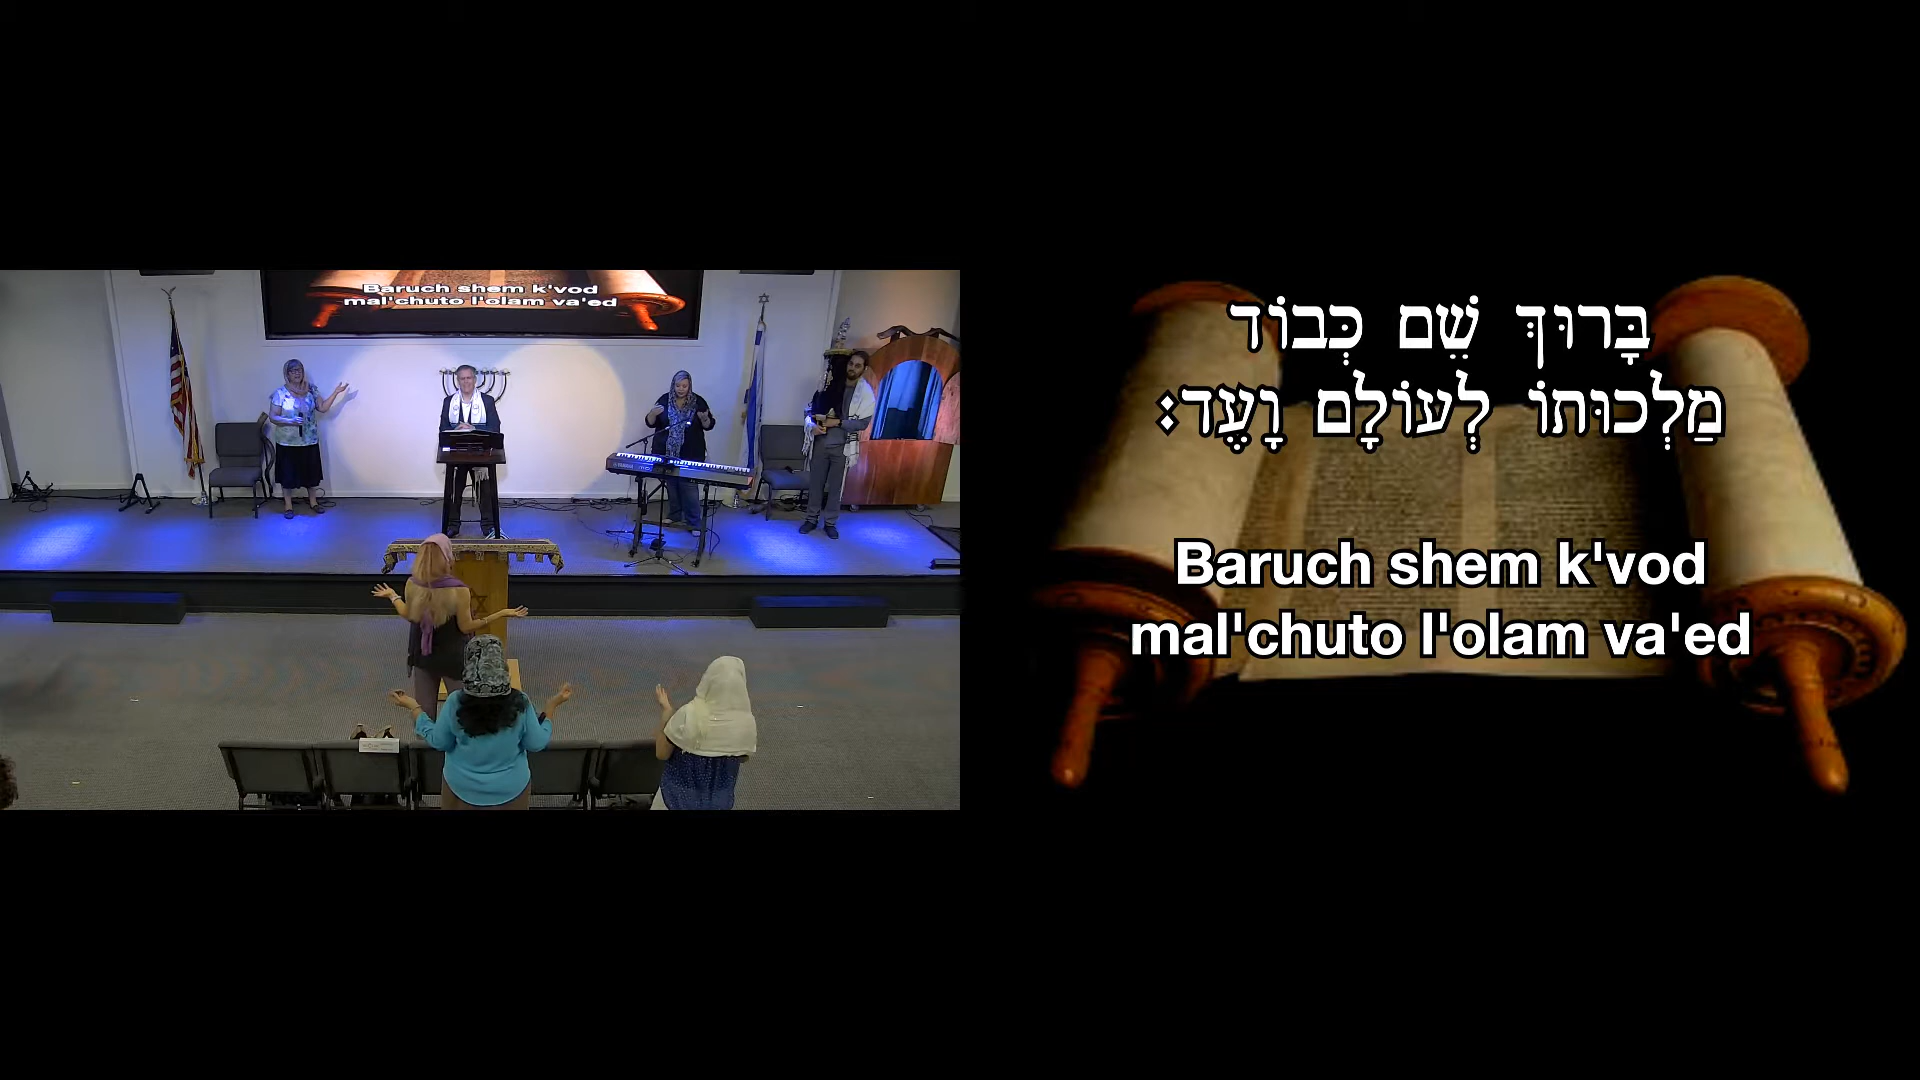 Baruch shem k'vod
mal'chuto l'olam va'ed
בָּרוּךְ שֵׁם כְּבוֹד
מַלְכוּתוֹ לְעוֹלָם וָעֶד:
Baruch shem k'vod
mal'chuto l'olam va'ed